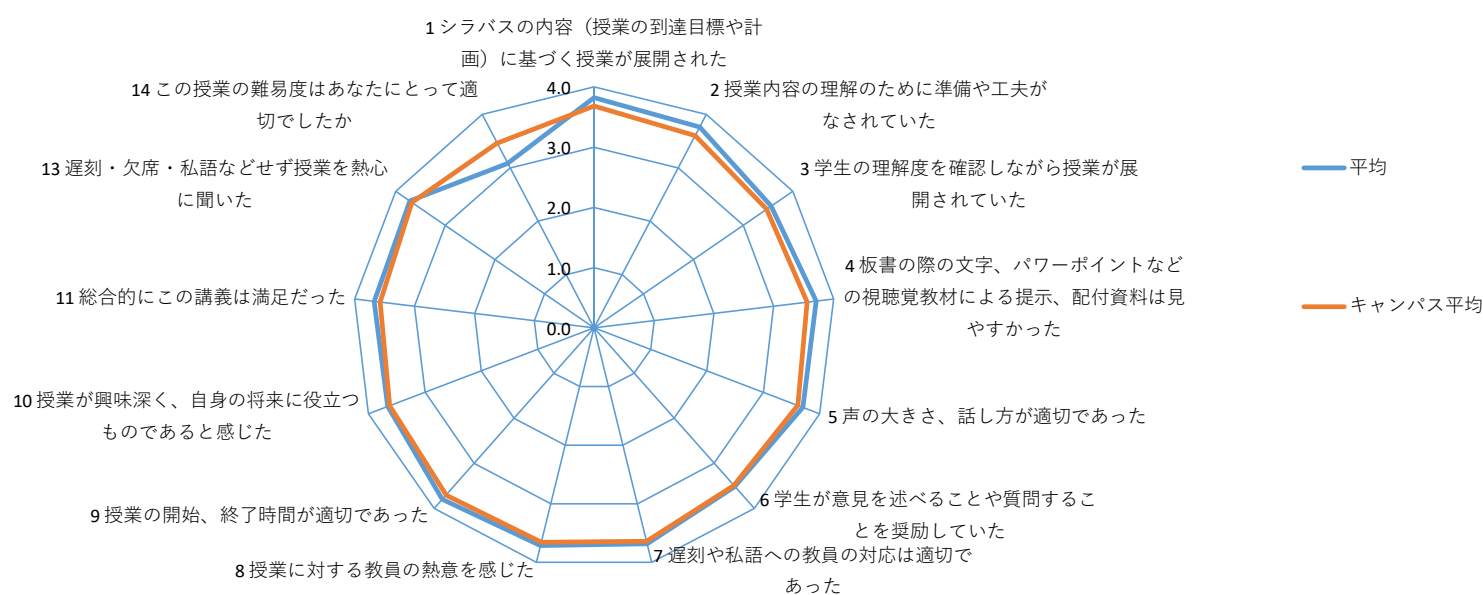 1 シラバスの内容（授業の到達目標や計
画）に基づく授業が展開された
2 授業内容の理解のために準備や工夫が
なされていた
3 学生の理解度を確認しながら授業が展
開されていた
4 板書の際の文字、パワーポイントなど
の視聴覚教材による提示、配付資料は見
やすかった
5 声の大きさ、話し方が適切であった
6 学生が意見を述べることや質問するこ
とを奨励していた
7 遅刻や私語への教員の対応は適切で
あった
8 授業に対する教員の熱意を感じた
9 授業の開始、終了時間が適切であった
10 授業が興味深く、自身の将来に役立つ
ものであると感じた
11 総合的にこの講義は満足だった
13 遅刻・欠席・私語などせず授業を熱心
に聞いた
14 この授業の難易度はあなたにとって適
切でしたか
4.0
3.0
2.0
1.0
0.0
平均
キャンパス平均